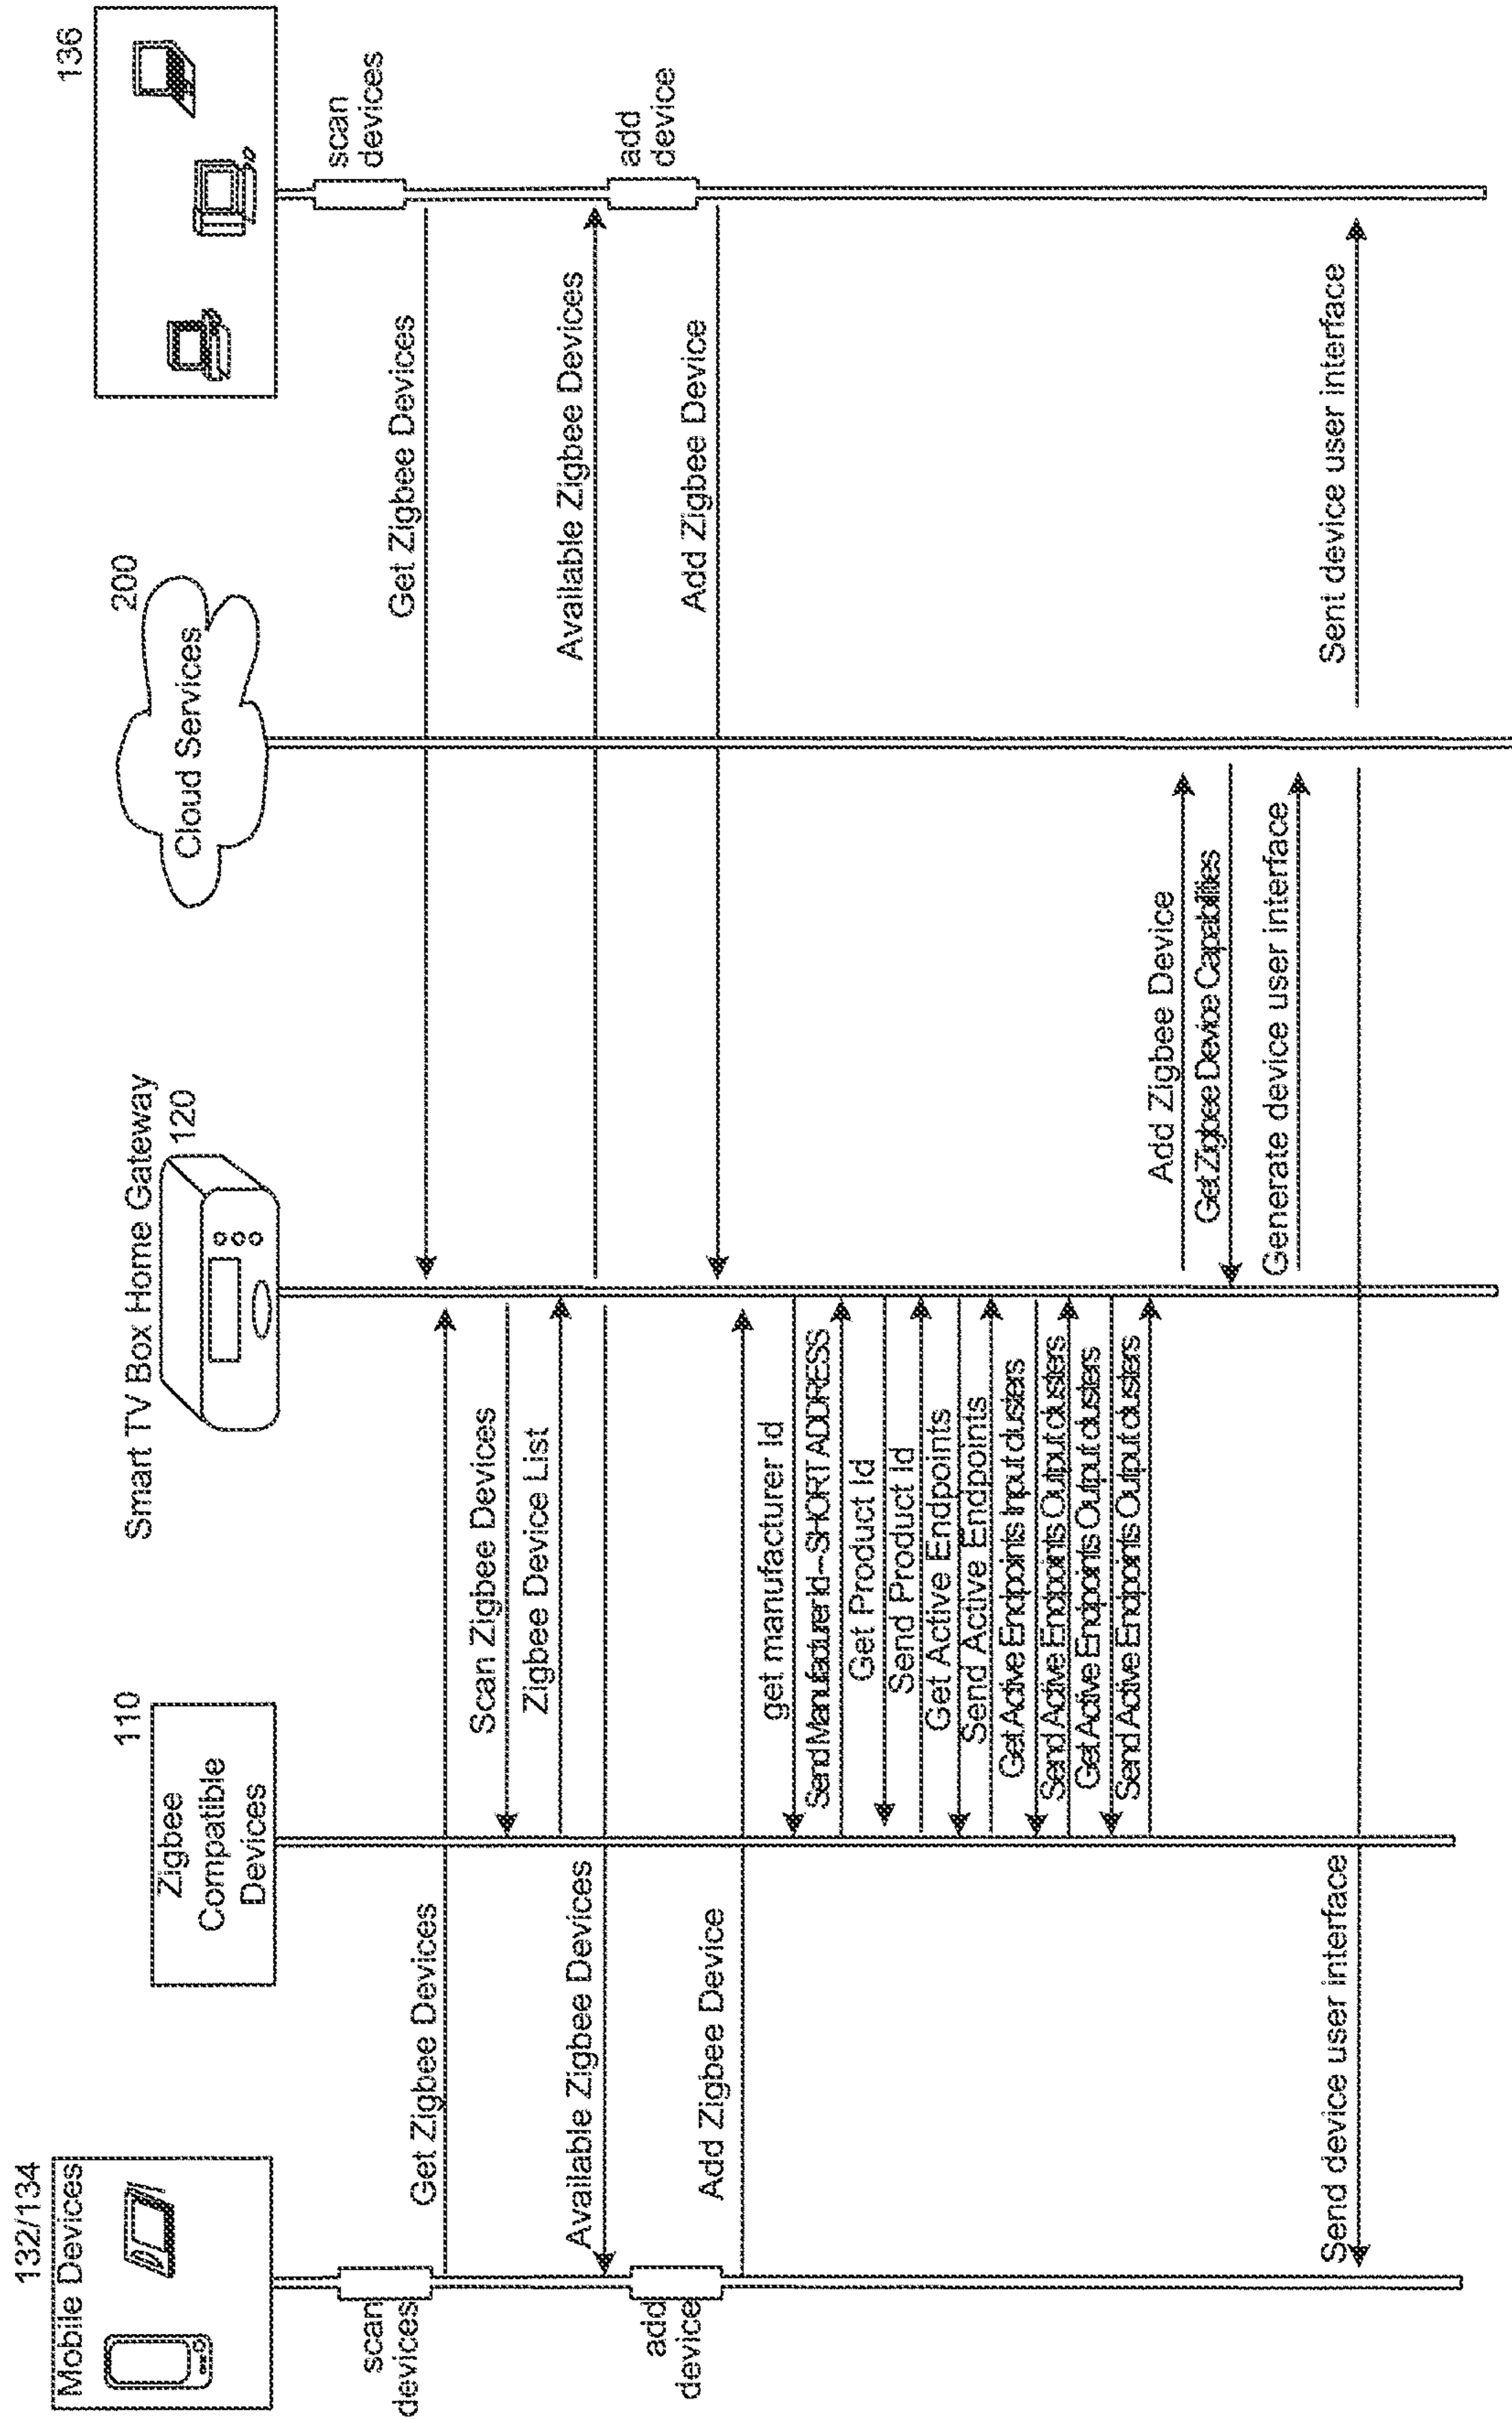 132/134
Mobile Devices
110
Zigbee
Compatible
Devices
Smart TV Box Home Gateway
120
200
Cloud Services
136
scan
devices
scan
devices
Get Zigbee Devices
Get Zigbee Devices
Scan Zigbee Devices
Zigbee Device List
Available Zigbee Devices
Available Zigbee Devices
add
device
add
device
Add Zigbee Device
Add Zigbee Device
get manufacturer Id
Send Manufacturer Id--SHORT ADDRESS
Get Product Id
Send Product Id
Get Active Endpoints
Send Active Endpoints
Get Active Endpoints Input clusters
Send Active Endpoints Output clusters
Get Active Endpoints Output clusters
Send Active Endpoints Output clusters
Add Zigbee Device
Get Zigbee Device Capabilities
Generate device user interface
Send device user interface
Sent device user interface